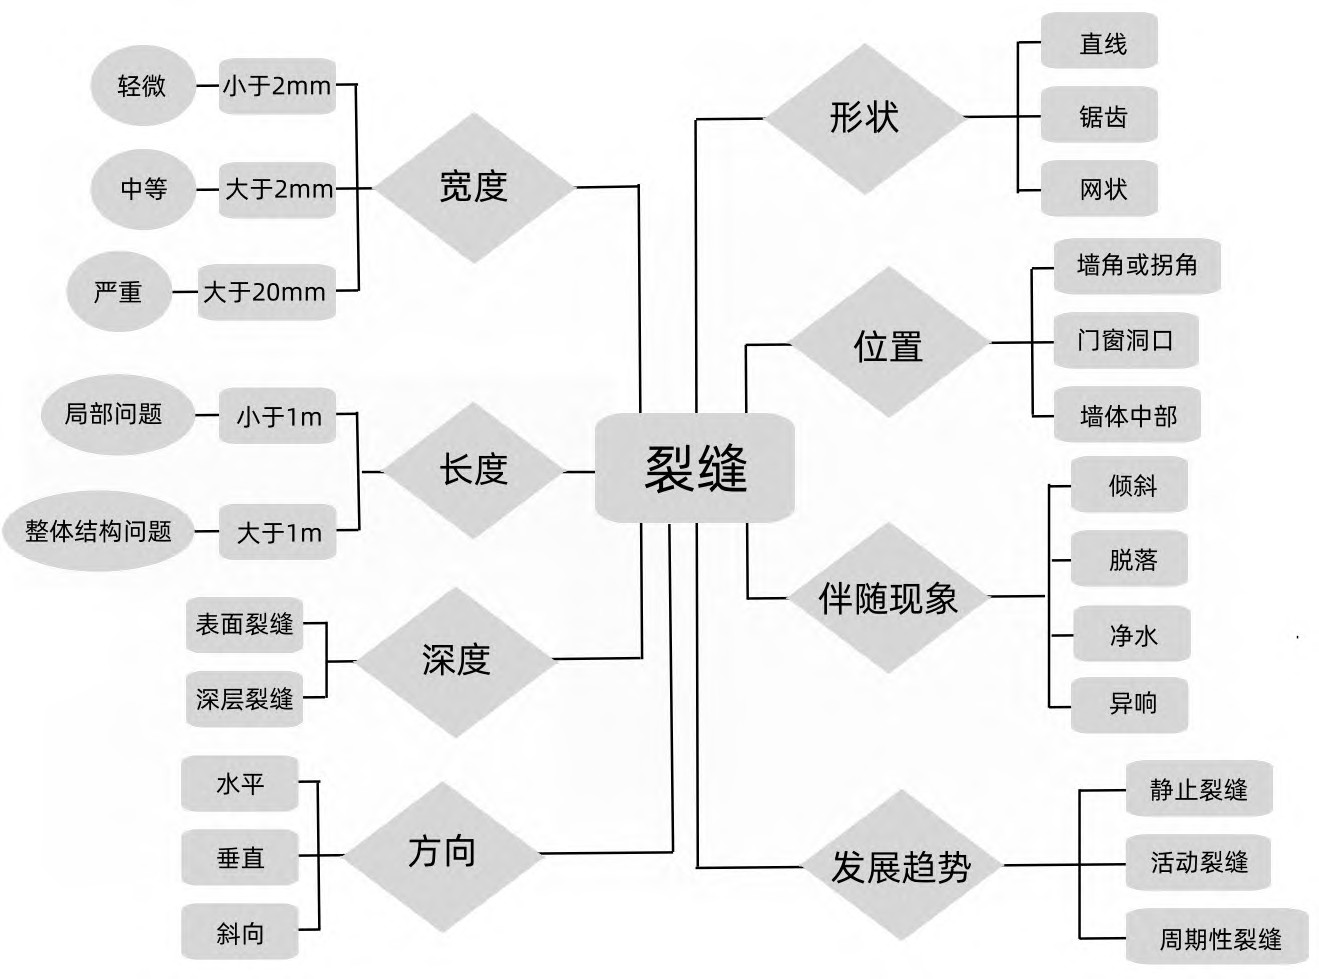 裂缝
宽度
小于2mm
轻微
大于2mm
中等
大于20mm
严重
长度
小于1m
局部问题
大于1m
整体结构问题
深度
表面裂缝
深层裂缝
方向
水平
垂直
斜向
形状
直线
锯齿
网状
位置
墙角或拐角
门窗洞口
墙体中部
伴随现象
倾斜
脱落
净水
异响
发展趋势
静止裂缝
活动裂缝
周期性裂缝